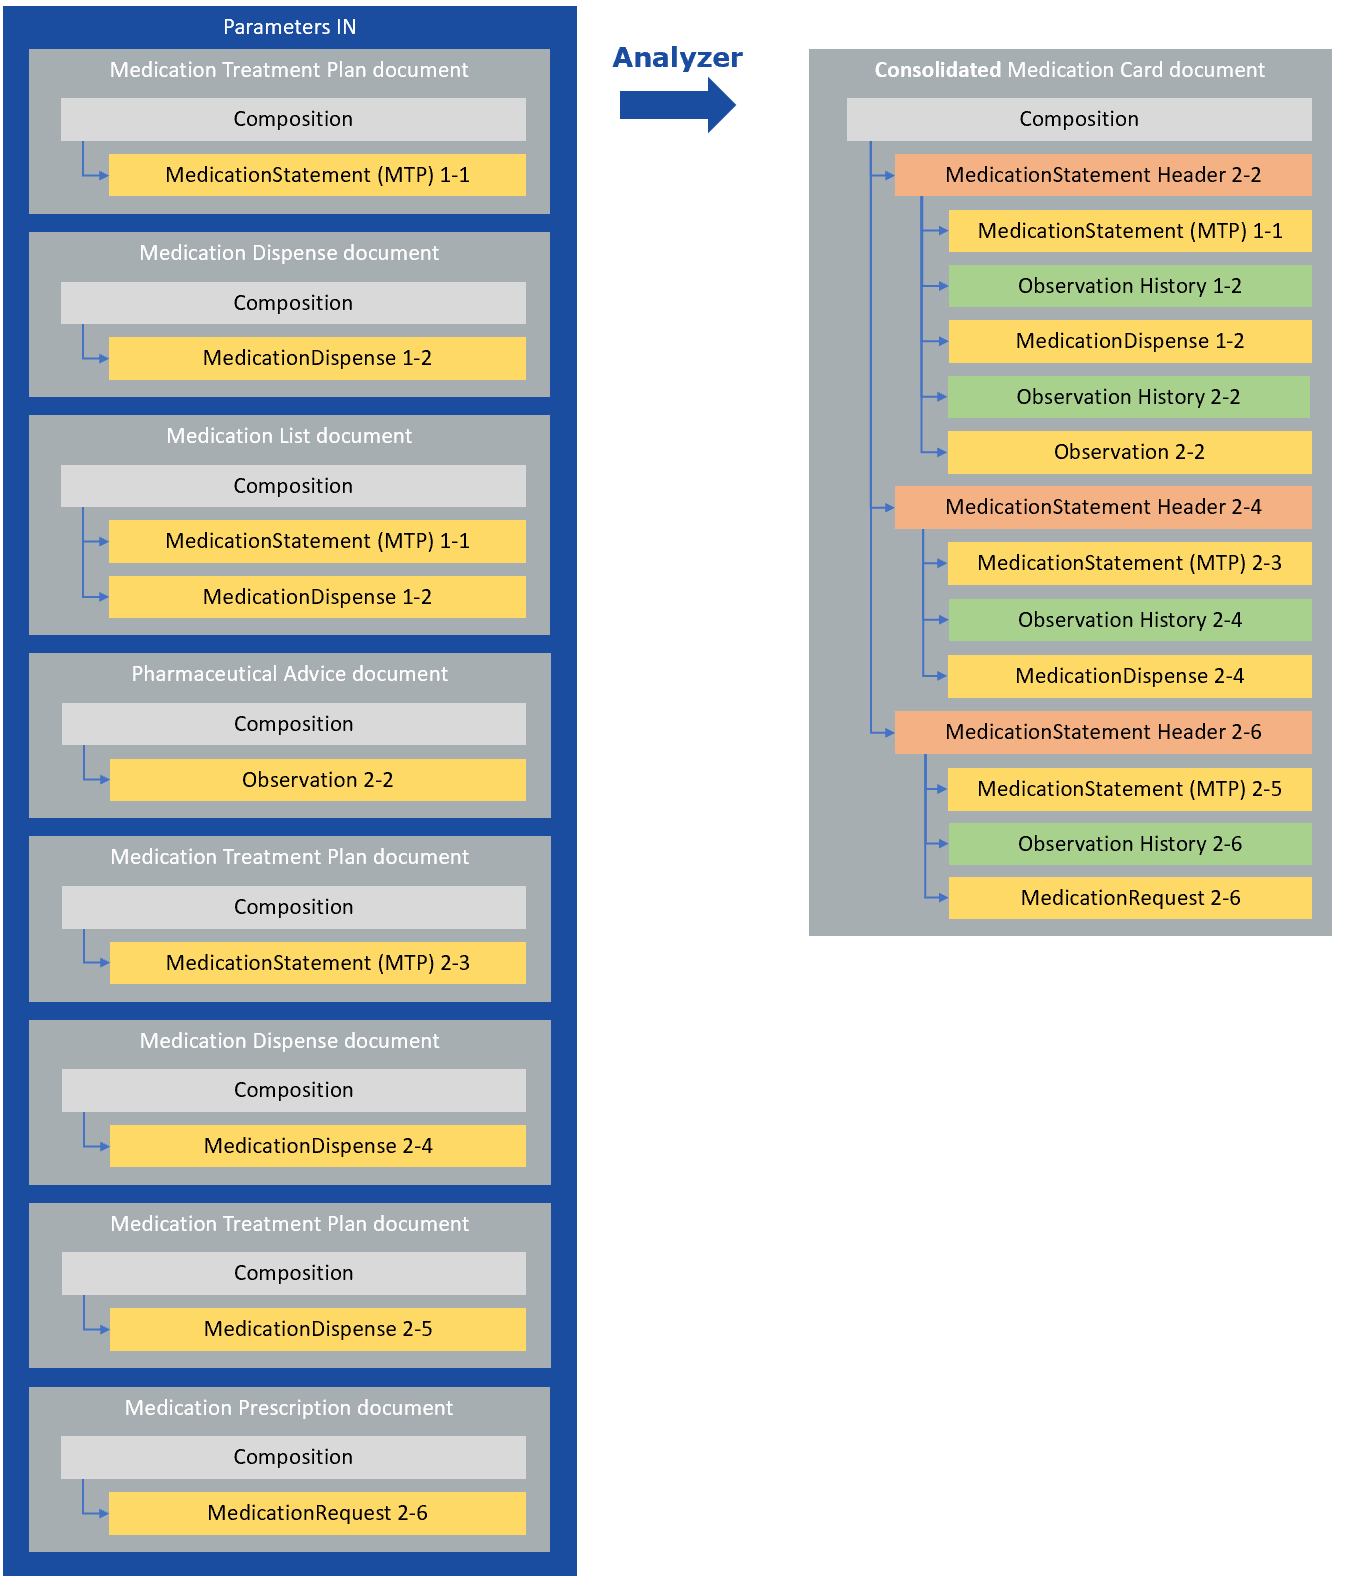 Parameters IN
Medication Treatment Plan document
Composition
MedicationStatement (MTP) 1-1
Medication Dispense document
Composition
MedicationDispense 1-2
Medication List document
Composition
MedicationStatement (MTP) 1-1
MedicationDispense 1-2
Pharmaceutical Advice document
Composition
Observation 2-2
Medication Treatment Plan document
Composition
MedicationStatement (MTP) 2-3
Medication Dispense document
Composition
MedicationDispense 2-4
Medication Treatment Plan document
Composition
MedicationDispense 2-5
Medication Prescription document
Composition
MedicationRequest 2-6
Analyzer
Consolidated Medication Card document
Composition
MedicationStatement Header 2-2
MedicationStatement (MTP) 1-1
Observation History 1-2
MedicationDispense 1-2
Observation History 2-2
Observation 2-2
MedicationStatement Header 2-4
MedicationStatement (MTP) 2-3
Observation History 2-4
MedicationDispense 2-4
MedicationStatement Header 2-6
MedicationStatement (MTP) 2-5
Observation History 2-6
MedicationRequest 2-6